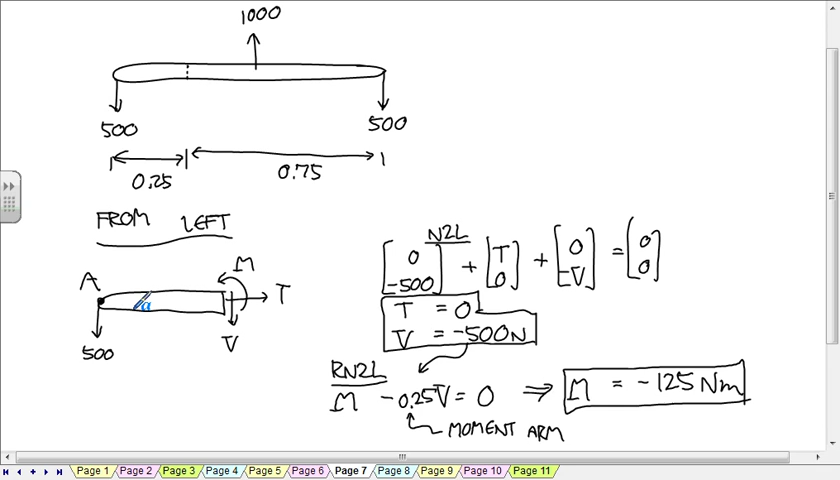 1000
500
500
0.25
0.75
FROM LEFT
A
M
T
500
V
N2L
[0 -500] + [T 0] + [0 -V] = [0 0]
T = 0
V = -500N
RN2L
M - 0.25V = 0 ⇒ M = -125 Nm
MOMENT ARM
Page 1 Page 2 Page 3 Page 4 Page 5 Page 6 Page 7 Page 8 Page 9 Page 10 Page 11